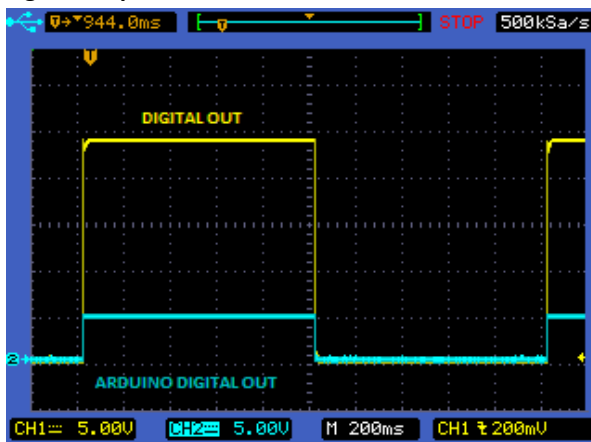 944.0ms STOP 500kSa/s
T
DIGITAL OUT
2
ARDUINO DIGITAL OUT
CH1 5.00V CH2 5.00V M 200ms CH1 200mV